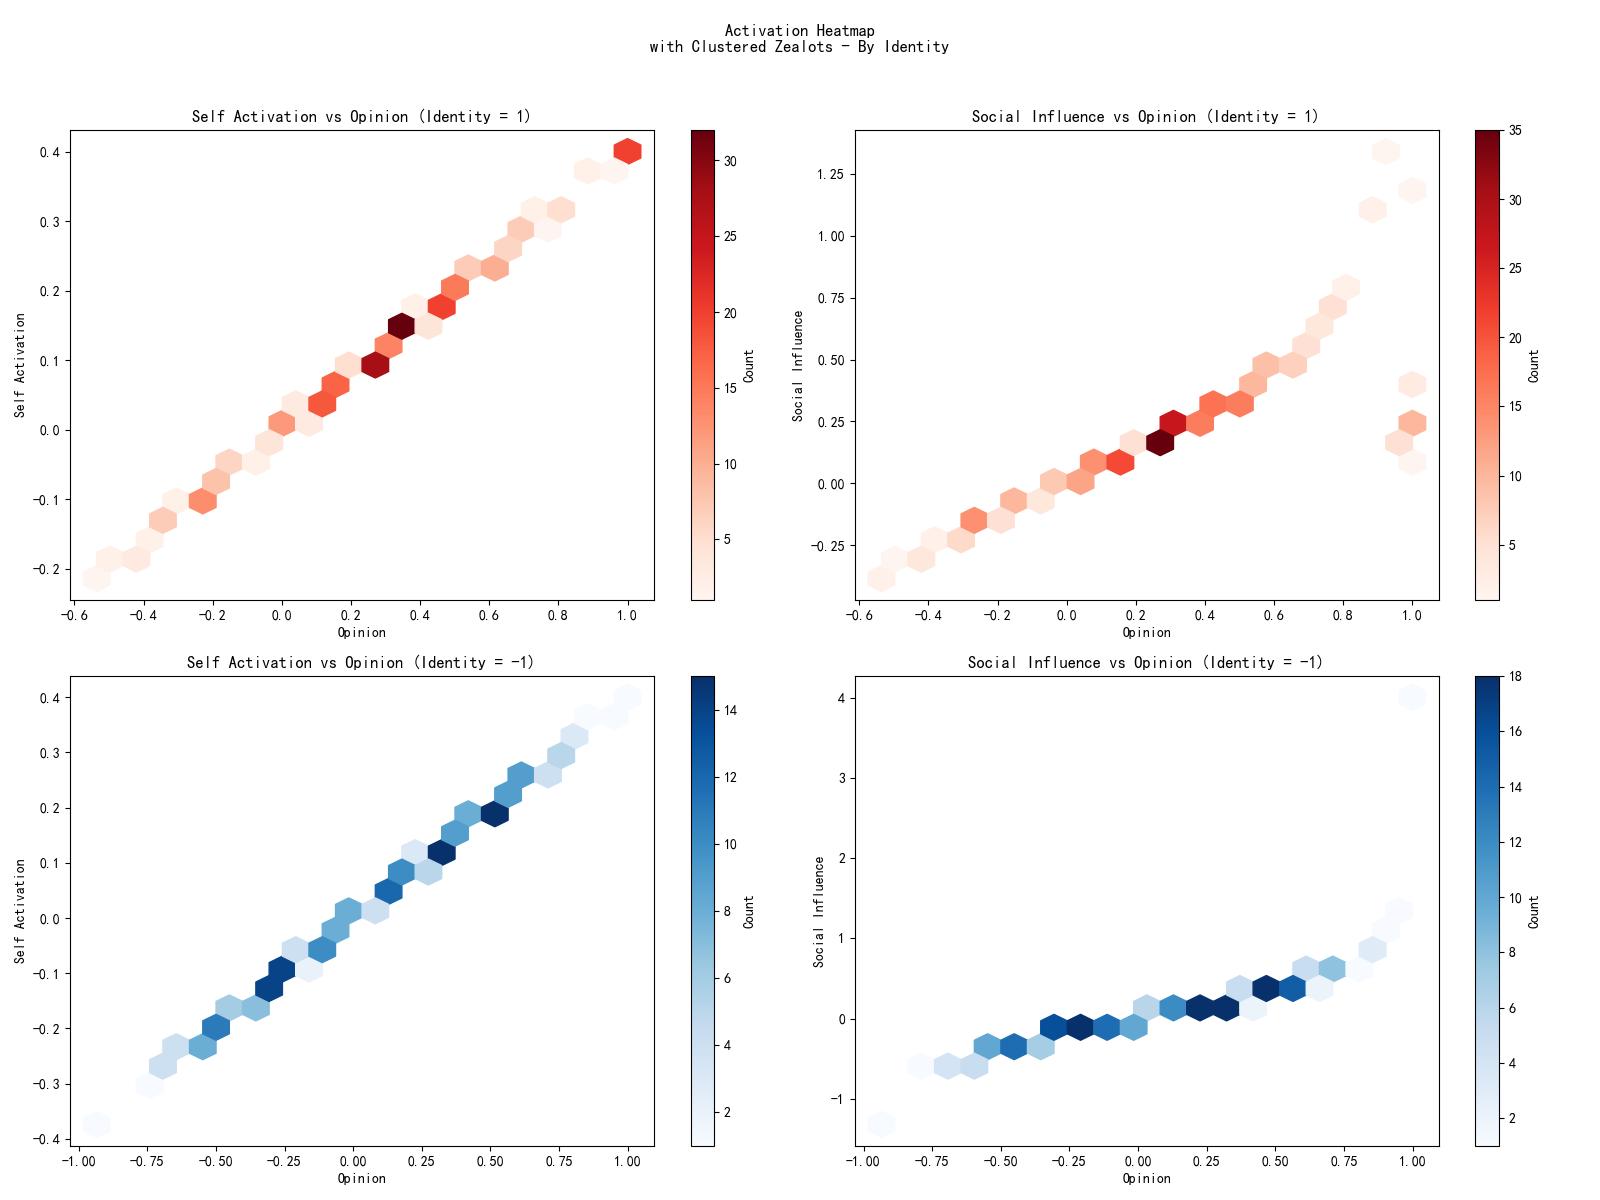 Activation Heatmap
with Clustered Zealots - By Identity
Self Activation vs Opinion (Identity = 1)
Self Activation
0.4
0.3
0.2
0.1
0.0
-0.1
-0.2
-0.6 -0.4 -0.2 0.0 0.2 0.4 0.6 0.8 1.0
Opinion
30
25
20
15
10
5
Count
Social Influence vs Opinion (Identity = 1)
Social Influence
1.25
1.00
0.75
0.50
0.25
0.00
-0.25
-0.6 -0.4 -0.2 0.0 0.2 0.4 0.6 0.8 1.0
Opinion
35
30
25
20
15
10
5
Count
Self Activation vs Opinion (Identity = -1)
Self Activation
0.4
0.3
0.2
0.1
0.0
-0.1
-0.2
-0.3
-0.4
-1.00 -0.75 -0.50 -0.25 0.00 0.25 0.50 0.75 1.00
Opinion
14
12
10
8
6
4
2
Count
Social Influence vs Opinion (Identity = -1)
Social Influence
4
3
2
1
0
-1
-1.00 -0.75 -0.50 -0.25 0.00 0.25 0.50 0.75 1.00
Opinion
18
16
14
12
10
8
6
4
2
Count